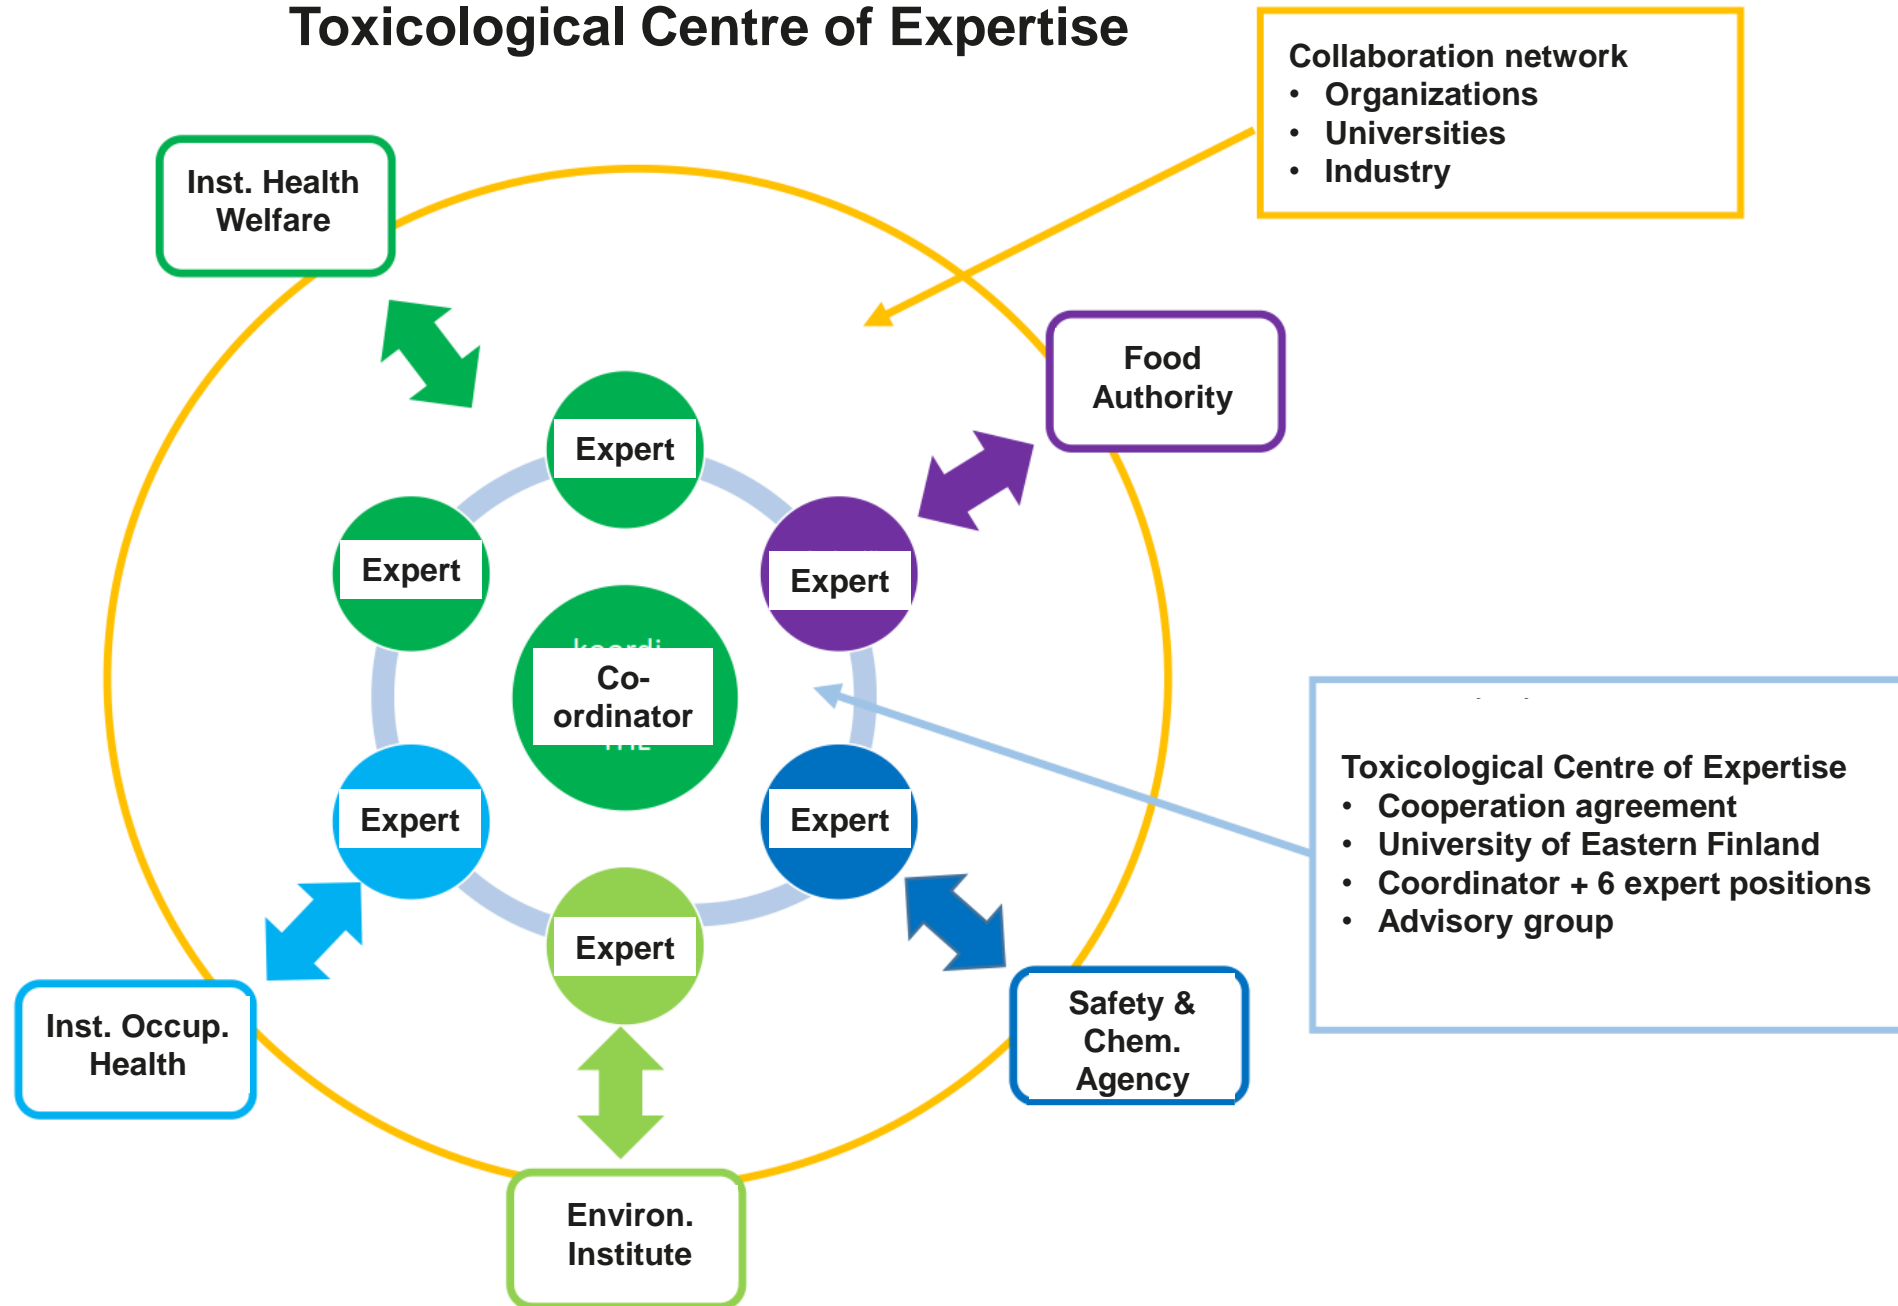 Toxicological Centre of Expertise
Collaboration network
• Organizations
• Universities
• Industry
Inst. Health
Welfare
Food
Authority
Expert
Expert
Expert
Co-
ordinator
Expert
Expert
Expert
Toxicological Centre of Expertise
• Cooperation agreement
• University of Eastern Finland
• Coordinator + 6 expert positions
• Advisory group
Inst. Occup.
Health
Safety &
Chem.
Agency
Environ.
Institute